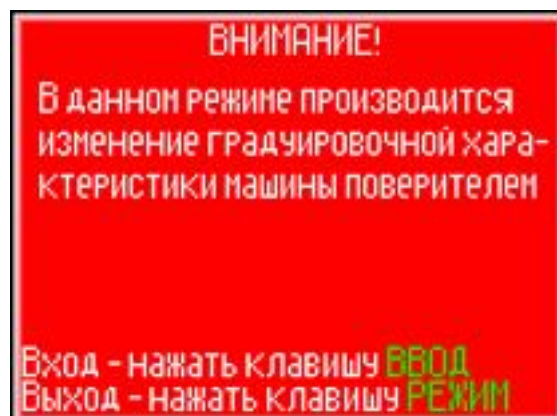 ВНИМАНИЕ!
В данном режиме производится
изменение градуировочной хара-
ктеристики машины поверителем
Вход - нажать клавишу ВВОД
Выход - нажать клавишу РЕЖИМ